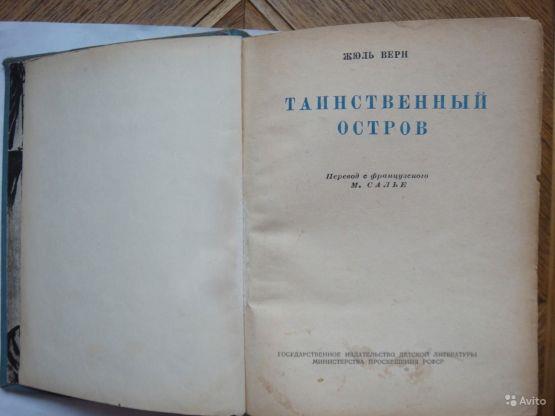 ЖЮЛЬ ВЕРН
ТАИНСТВЕННЫЙ
ОСТРОВ
Перевод с французского
М. САЛЬЕ
ГОСУДАРСТВЕННОЕ ИЗДАТЕЛЬСТВО ДЕТСКОЙ ЛИТЕРАТУРЫ
МИНИСТЕРСТВА ПРОСВЕЩЕНИЯ РСФСР
Avito